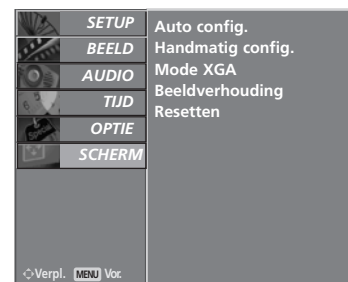 SETUP
BEELD
AUDIO
TIJD
OPTIE
SCHERM
Auto config.
Handmatig config.
Mode XGA
Beeldverhouding
Resetten
Verpl. MENU Vor.